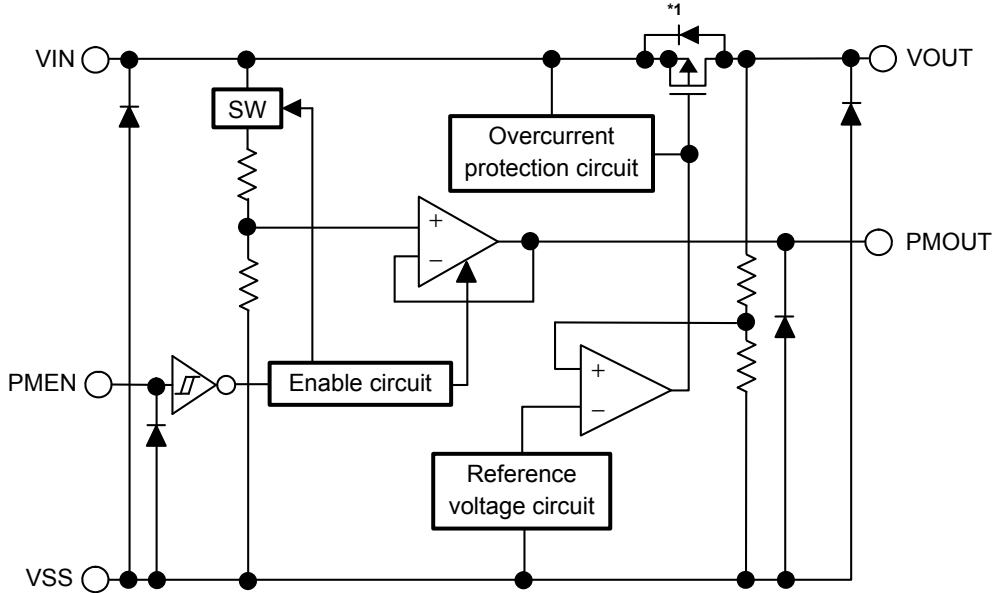 *1
VIN
VOUT
SW
Overcurrent
protection circuit
+
−
PMOUT
PMEN
Enable circuit
+
−
Reference
voltage circuit
VSS